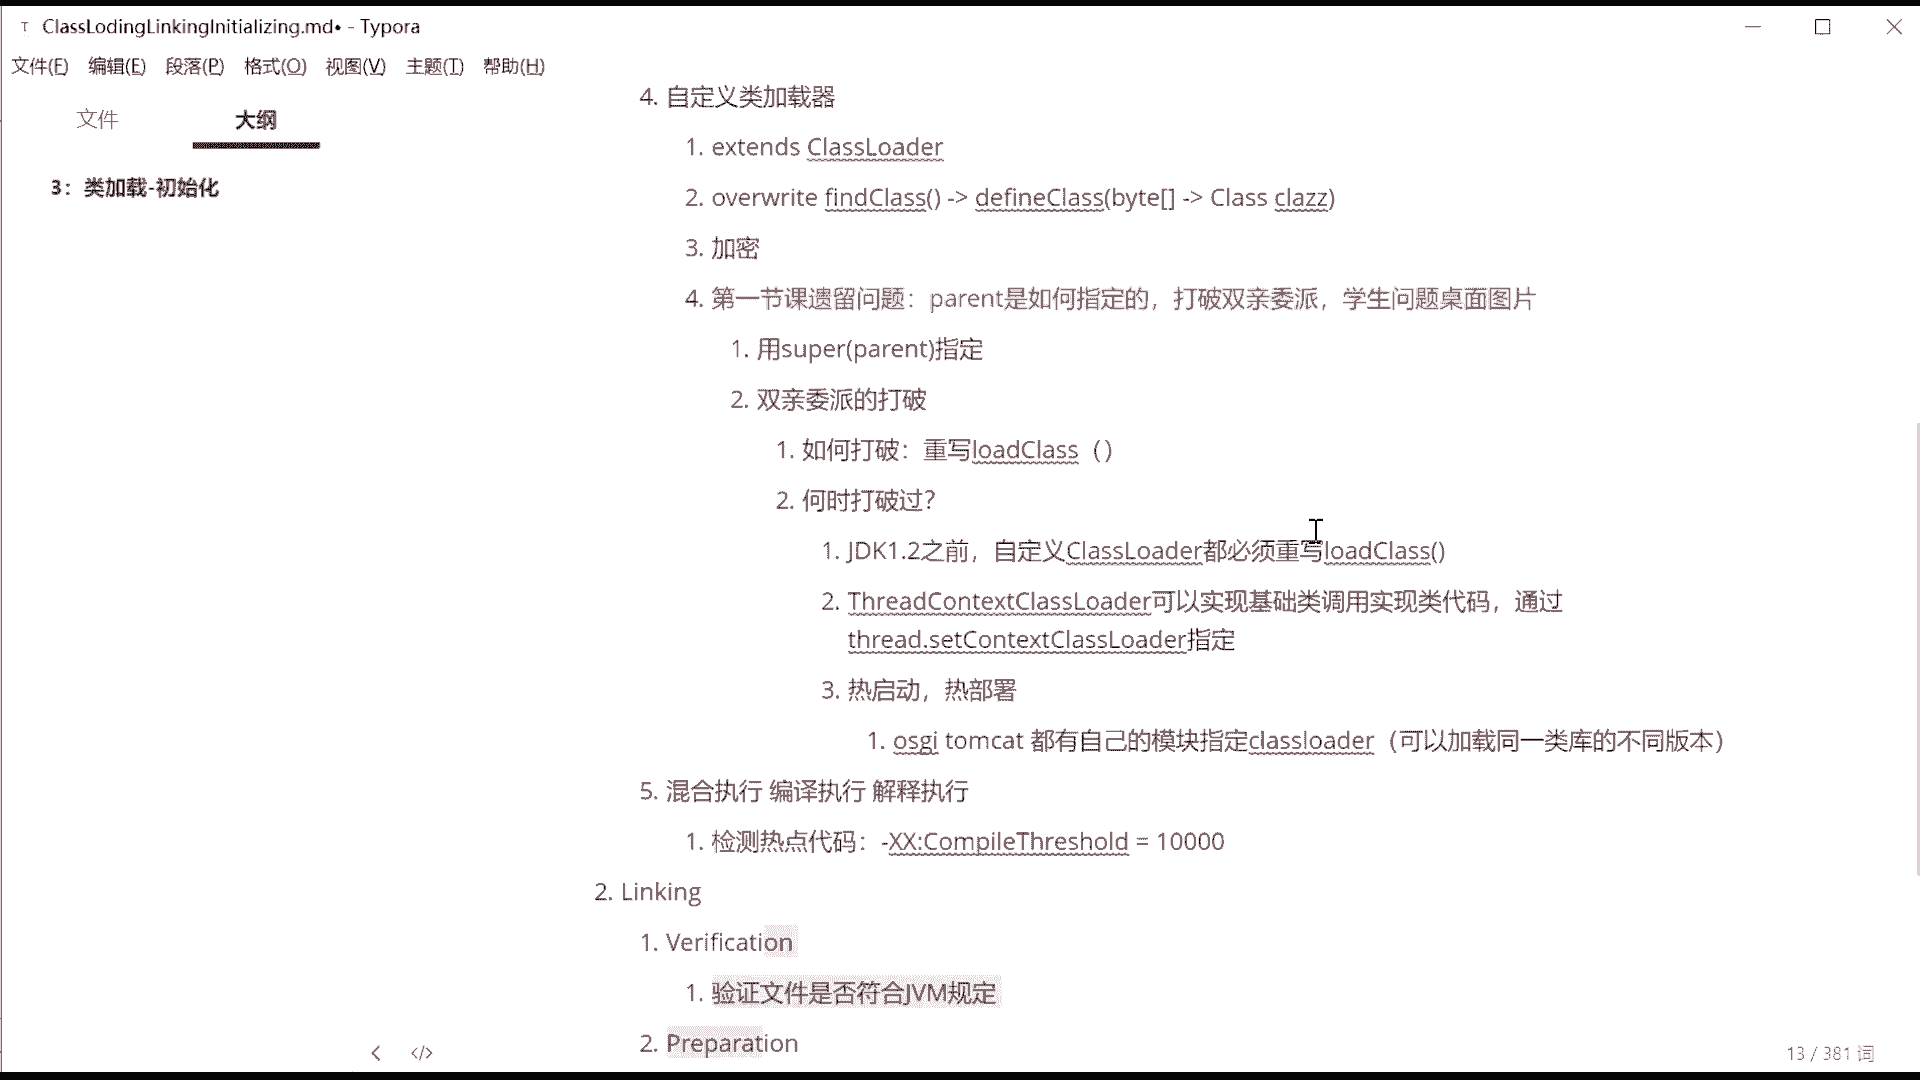 ClassLodingLinkingInitializing.md• - Typora
文件(F) 编辑(E) 段落(P) 格式(O) 视图(V) 主题(T) 帮助(H)
文件 大纲
3：类加载-初始化
4. 自定义类加载器
1. extends ClassLoader
2. overwrite findClass() -> defineClass(byte[] -> Class clazz)
3. 加密
4. 第一节课遗留问题：parent是如何指定的，打破双亲委派，学生问题桌面图片
1. 用super(parent)指定
2. 双亲委派的打破
1. 如何打破：重写loadClass（）
2. 何时打破过？
1. JDK1.2之前，自定义ClassLoader都必须重写loadClass()
2. ThreadContextClassLoader可以实现基础类调用实现类代码，通过
thread.setContextClassLoader指定
3. 热启动，热部署
1. osgi tomcat 都有自己的模块指定classloader（可以加载同一类库的不同版本）
5. 混合执行 编译执行 解释执行
1. 检测热点代码：-XX:CompileThreshold = 10000
2. Linking
1. Verification
1. 验证文件是否符合JVM规定
2. Preparation
13 / 381 词